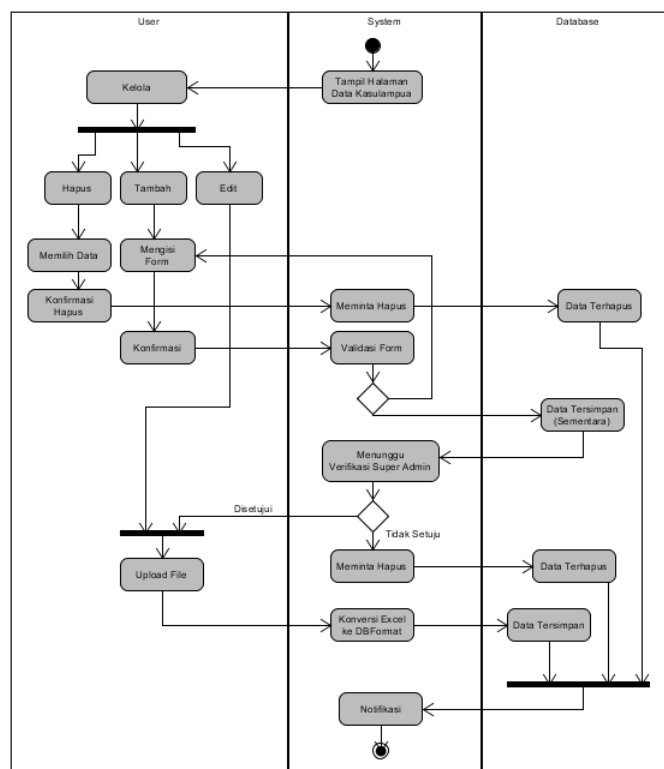 User
System
Database
Tampil Halaman
Data Kasulampua
Kelola
Hapus
Tambah
Edit
Memilih Data
Mengisi
Form
Konfirmasi
Hapus
Meminta Hapus
Data Terhapus
Konfirmasi
Validasi Form
Data Tersimpan
(Sementara)
Menunggu
Verifikasi Super Admin
Disetujui
Tidak Setuju
Upload File
Meminta Hapus
Data Terhapus
Konversi Excel
ke DBFormat
Data Tersimpan
Notifikasi